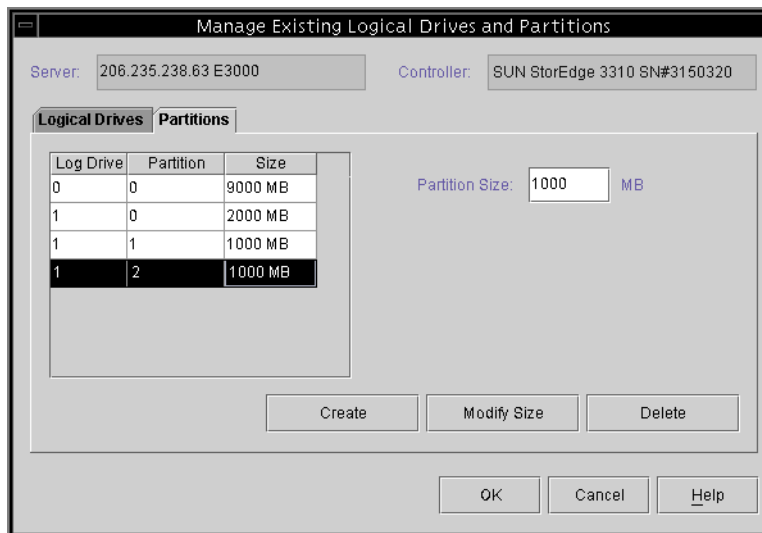 Manage Existing Logical Drives and Partitions
Server: 206.235.238.63 E3000 Controller: SUN StorEdge 3310 SN#3150320
Logical Drives Partitions
Log Drive Partition Size
0 0 9000 MB
1 0 2000 MB
1 1 1000 MB
1 2 1000 MB
Partition Size: 1000 MB
Create Modify Size Delete
OK Cancel Help